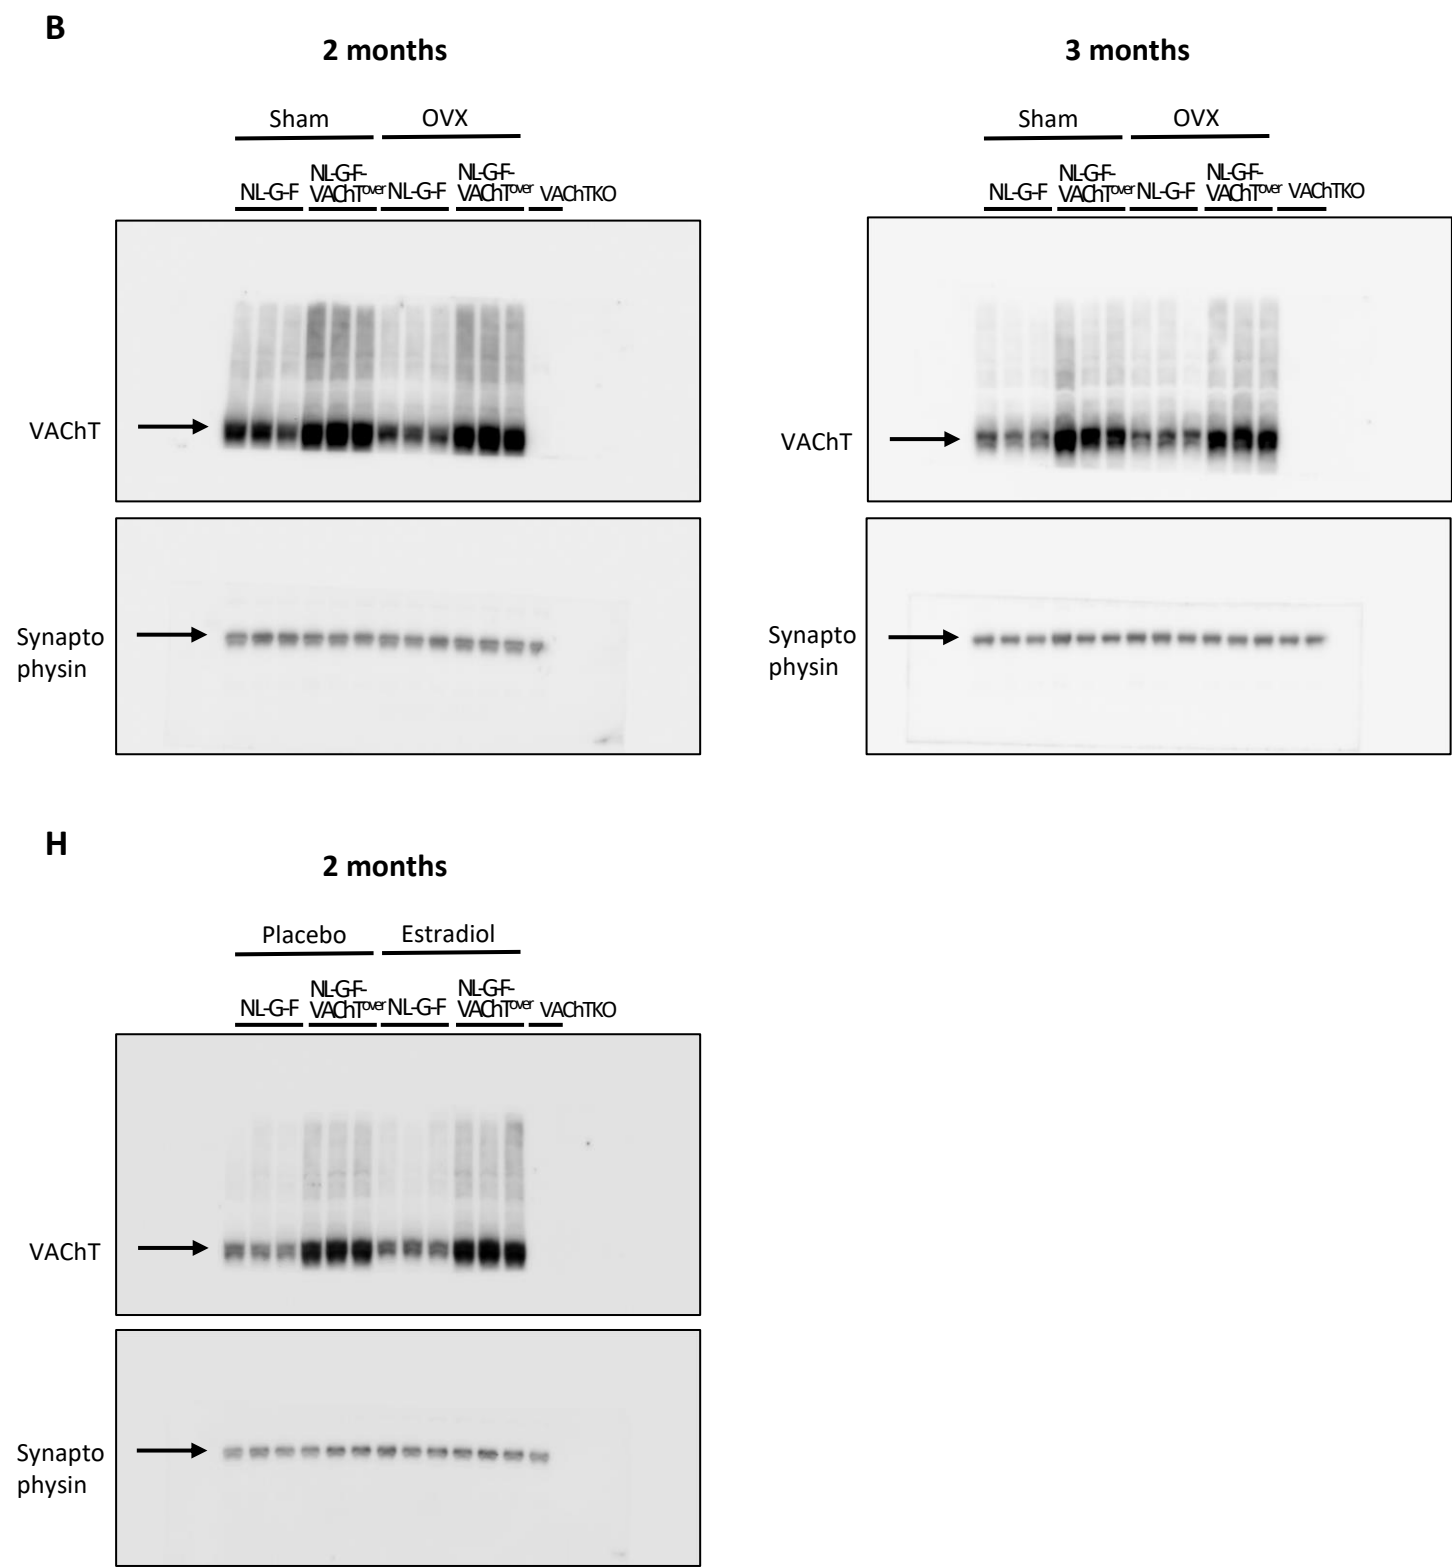 B
2 months
Sham OVX
NL-G-F NL-G-F-VAChTover NL-G-F NL-G-F-VAChTover VAChTKO
VAChT
Synapto
physin
3 months
Sham OVX
NL-G-F NL-G-F-VAChTover NL-G-F NL-G-F-VAChTover VAChTKO
VAChT
Synapto
physin
H
2 months
Placebo Estradiol
NL-G-F NL-G-F-VAChTover NL-G-F NL-G-F-VAChTover VAChTKO
VAChT
Synapto
physin